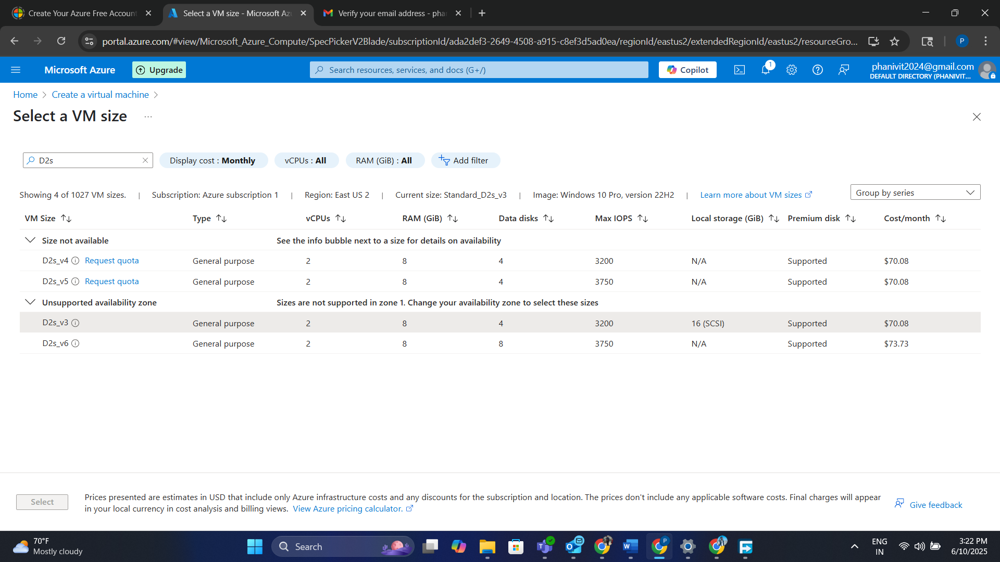 Create Your Azure Free Account
Select a VM size - Microsoft Az
Verify your email address - pha
portal.azure.com/#view/Microsoft_Azure_Compute/SpecPickerV2Blade/subscriptionId/ada2def3-2649-4508-a915-c8ef3d5ad0ea/regionId/eastus2/extendedRegionId/eastus2/resourceGro...
P
Microsoft Azure
Upgrade
Search resources, services, and docs (G+/)
Copilot
1
phanivit2024@gmail.com
DEFAULT DIRECTORY (PHANIVIT...
Home > Create a virtual machine >
Select a VM size ...
D2s
Display cost : Monthly
vCPUs : All
RAM (GiB) : All
Add filter
Showing 4 of 1027 VM sizes. | Subscription: Azure subscription 1 | Region: East US 2 | Current size: Standard_D2s_v3 | Image: Windows 10 Pro, version 22H2 | Learn more about VM sizes
Group by series
VM Size Type vCPUs RAM (GiB) Data disks Max IOPS Local storage (GiB) Premium disk Cost/month
Size not available See the info bubble next to a size for details on availability
D2s_v4 Request quota General purpose 2 8 4 3200 N/A Supported $70.08
D2s_v5 Request quota General purpose 2 8 4 3750 N/A Supported $70.08
Unsupported availability zone Sizes are not supported in zone 1. Change your availability zone to select these sizes
D2s_v3 General purpose 2 8 4 3200 16 (SCSI) Supported $70.08
D2s_v6 General purpose 2 8 8 3750 N/A Supported $73.73
Select
Prices presented are estimates in USD that include only Azure infrastructure costs and any discounts for the subscription and location. The prices don't include any applicable software costs. Final charges will appear
in your local currency in cost analysis and billing views. View Azure pricing calculator.
Give feedback
70°F
Mostly cloudy
Search
ENG
IN
3:22 PM
6/10/2025